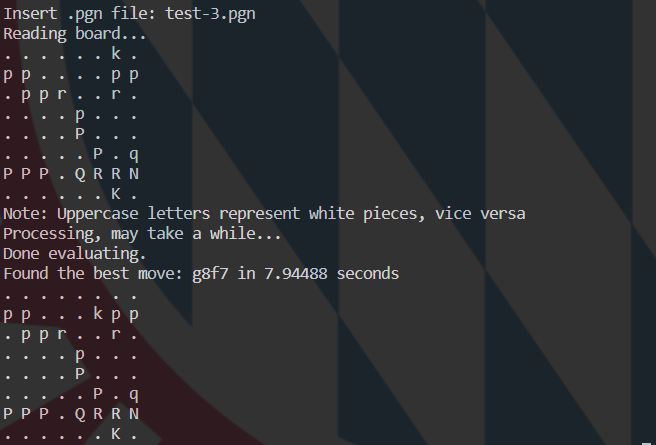 Insert .pgn file: test-3.pgn
Reading board...
. . . . . . k .
p p . . . . p p
. p p r . . r .
. . . . p . . .
. . . . P . . .
. . . . . P . q
P P P . Q R R N
. . . . . . K .
Note: Uppercase letters represent white pieces, vice versa
Processing, may take a while...
Done evaluating.
Found the best move: g8f7 in 7.94488 seconds
. . . . . . . .
p p . . . k p p
. p p r . . r .
. . . . p . . .
. . . . P . . .
. . . . . P . q
P P P . Q R R N
. . . . . . K .